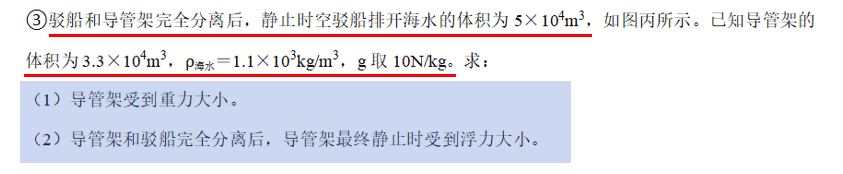 ③驳船和导管架完全分离后，静止时空驳船排开海水的体积为 5×10⁴m³，如图丙所示。已知导管架的
体积为 3.3×10⁴m³，ρ海水＝1.1×10³kg/m³，g 取 10N/kg。求：
（1）导管架受到重力大小。
（2）导管架和驳船完全分离后，导管架最终静止时受到浮力大小。